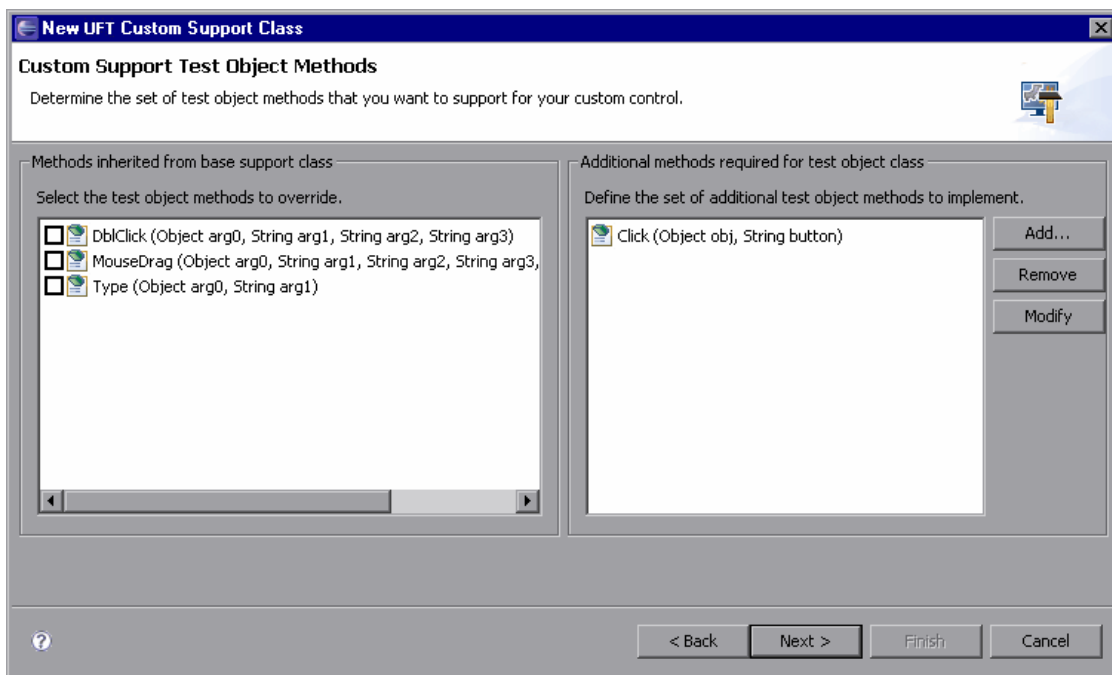 New UFT Custom Support Class
Custom Support Test Object Methods
Determine the set of test object methods that you want to support for your custom control.
Methods inherited from base support class
Select the test object methods to override.
DblClick (Object arg0, String arg1, String arg2, String arg3)
MouseDrag (Object arg0, String arg1, String arg2, String arg3,
Type (Object arg0, String arg1)
Additional methods required for test object class
Define the set of additional test object methods to implement.
Click (Object obj, String button)
Add...
Remove
Modify
?
< Back
Next >
Finish
Cancel